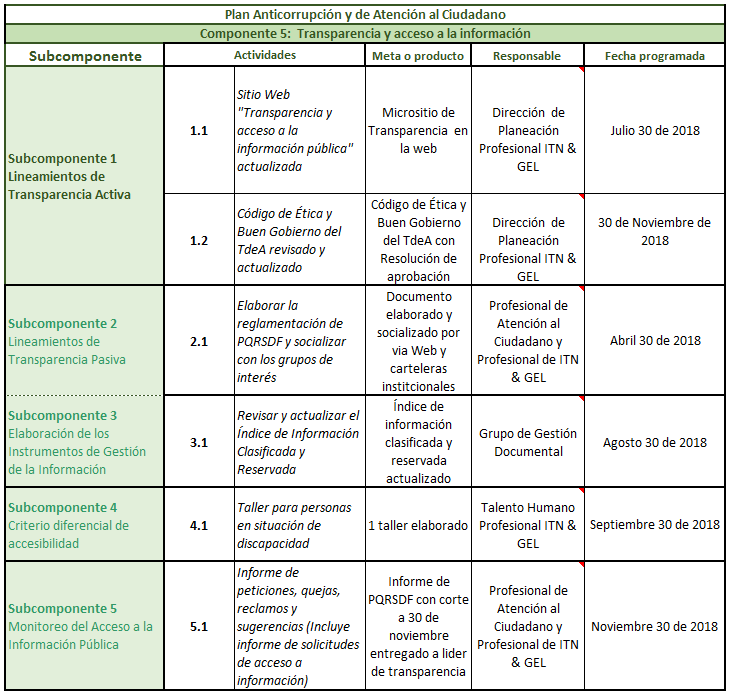 Plan Anticorrupción y de Atención al Ciudadano
Componente 5:  Transparencia y acceso a la información
Subcomponente
Actividades
Meta o producto
Responsable
Fecha programada
Subcomponente 1
Lineamientos de
Transparencia Activa
1.1
Sitio Web
"Transparencia y
acceso a la
información pública"
actualizada
Micrositio de
Transparencia  en
la web
Dirección  de
Planeación
Profesional ITN &
GEL
Julio 30 de 2018
1.2
Código de Ética y
Buen Gobierno del
TdeA revisado y
actualizado
Código de Ética y
Buen Gobierno
del TdeA con
Resolución de
aprobación
Dirección  de
Planeación
Profesional ITN &
GEL
30 de Noviembre de
2018
Subcomponente 2
Lineamientos de
Transparencia Pasiva
2.1
Elaborar la
reglamentación de
PQRSDF y socializar
con los grupos de
interés
Documento
elaborado y
socializado por
via Web y
carteleras
institcionales
Profesional de
Atención al
Ciudadano y
Profesional de ITN
& GEL
Abril 30 de 2018
Subcomponente 3
Elaboración de los
Instrumentos de Gestión
de la Información
3.1
Revisar y actualizar el
Índice de Información
Clasificada y
Reservada
Índice de
información
clasificada y
reservada
actualizado
Grupo de Gestión
Documental
Agosto 30 de 2018
Subcomponente 4
Criterio diferencial de
accesibilidad
4.1
Taller para personas
en situación de
discapacidad
1 taller elaborado
Talento Humano
Profesional ITN &
GEL
Septiembre 30 de 2018
Subcomponente 5
Monitoreo del Acceso a la
Información Pública
5.1
Informe de
peticiones, quejas,
reclamos y
sugerencias (Incluye
informe de solicitudes
de acceso a
información)
Informe de
PQRSDF con corte
a 30 de
noviembre
entregado a lider
de transparencia
Profesional de
Atención al
Ciudadano y
Profesional de ITN
& GEL
Noviembre 30 de 2018